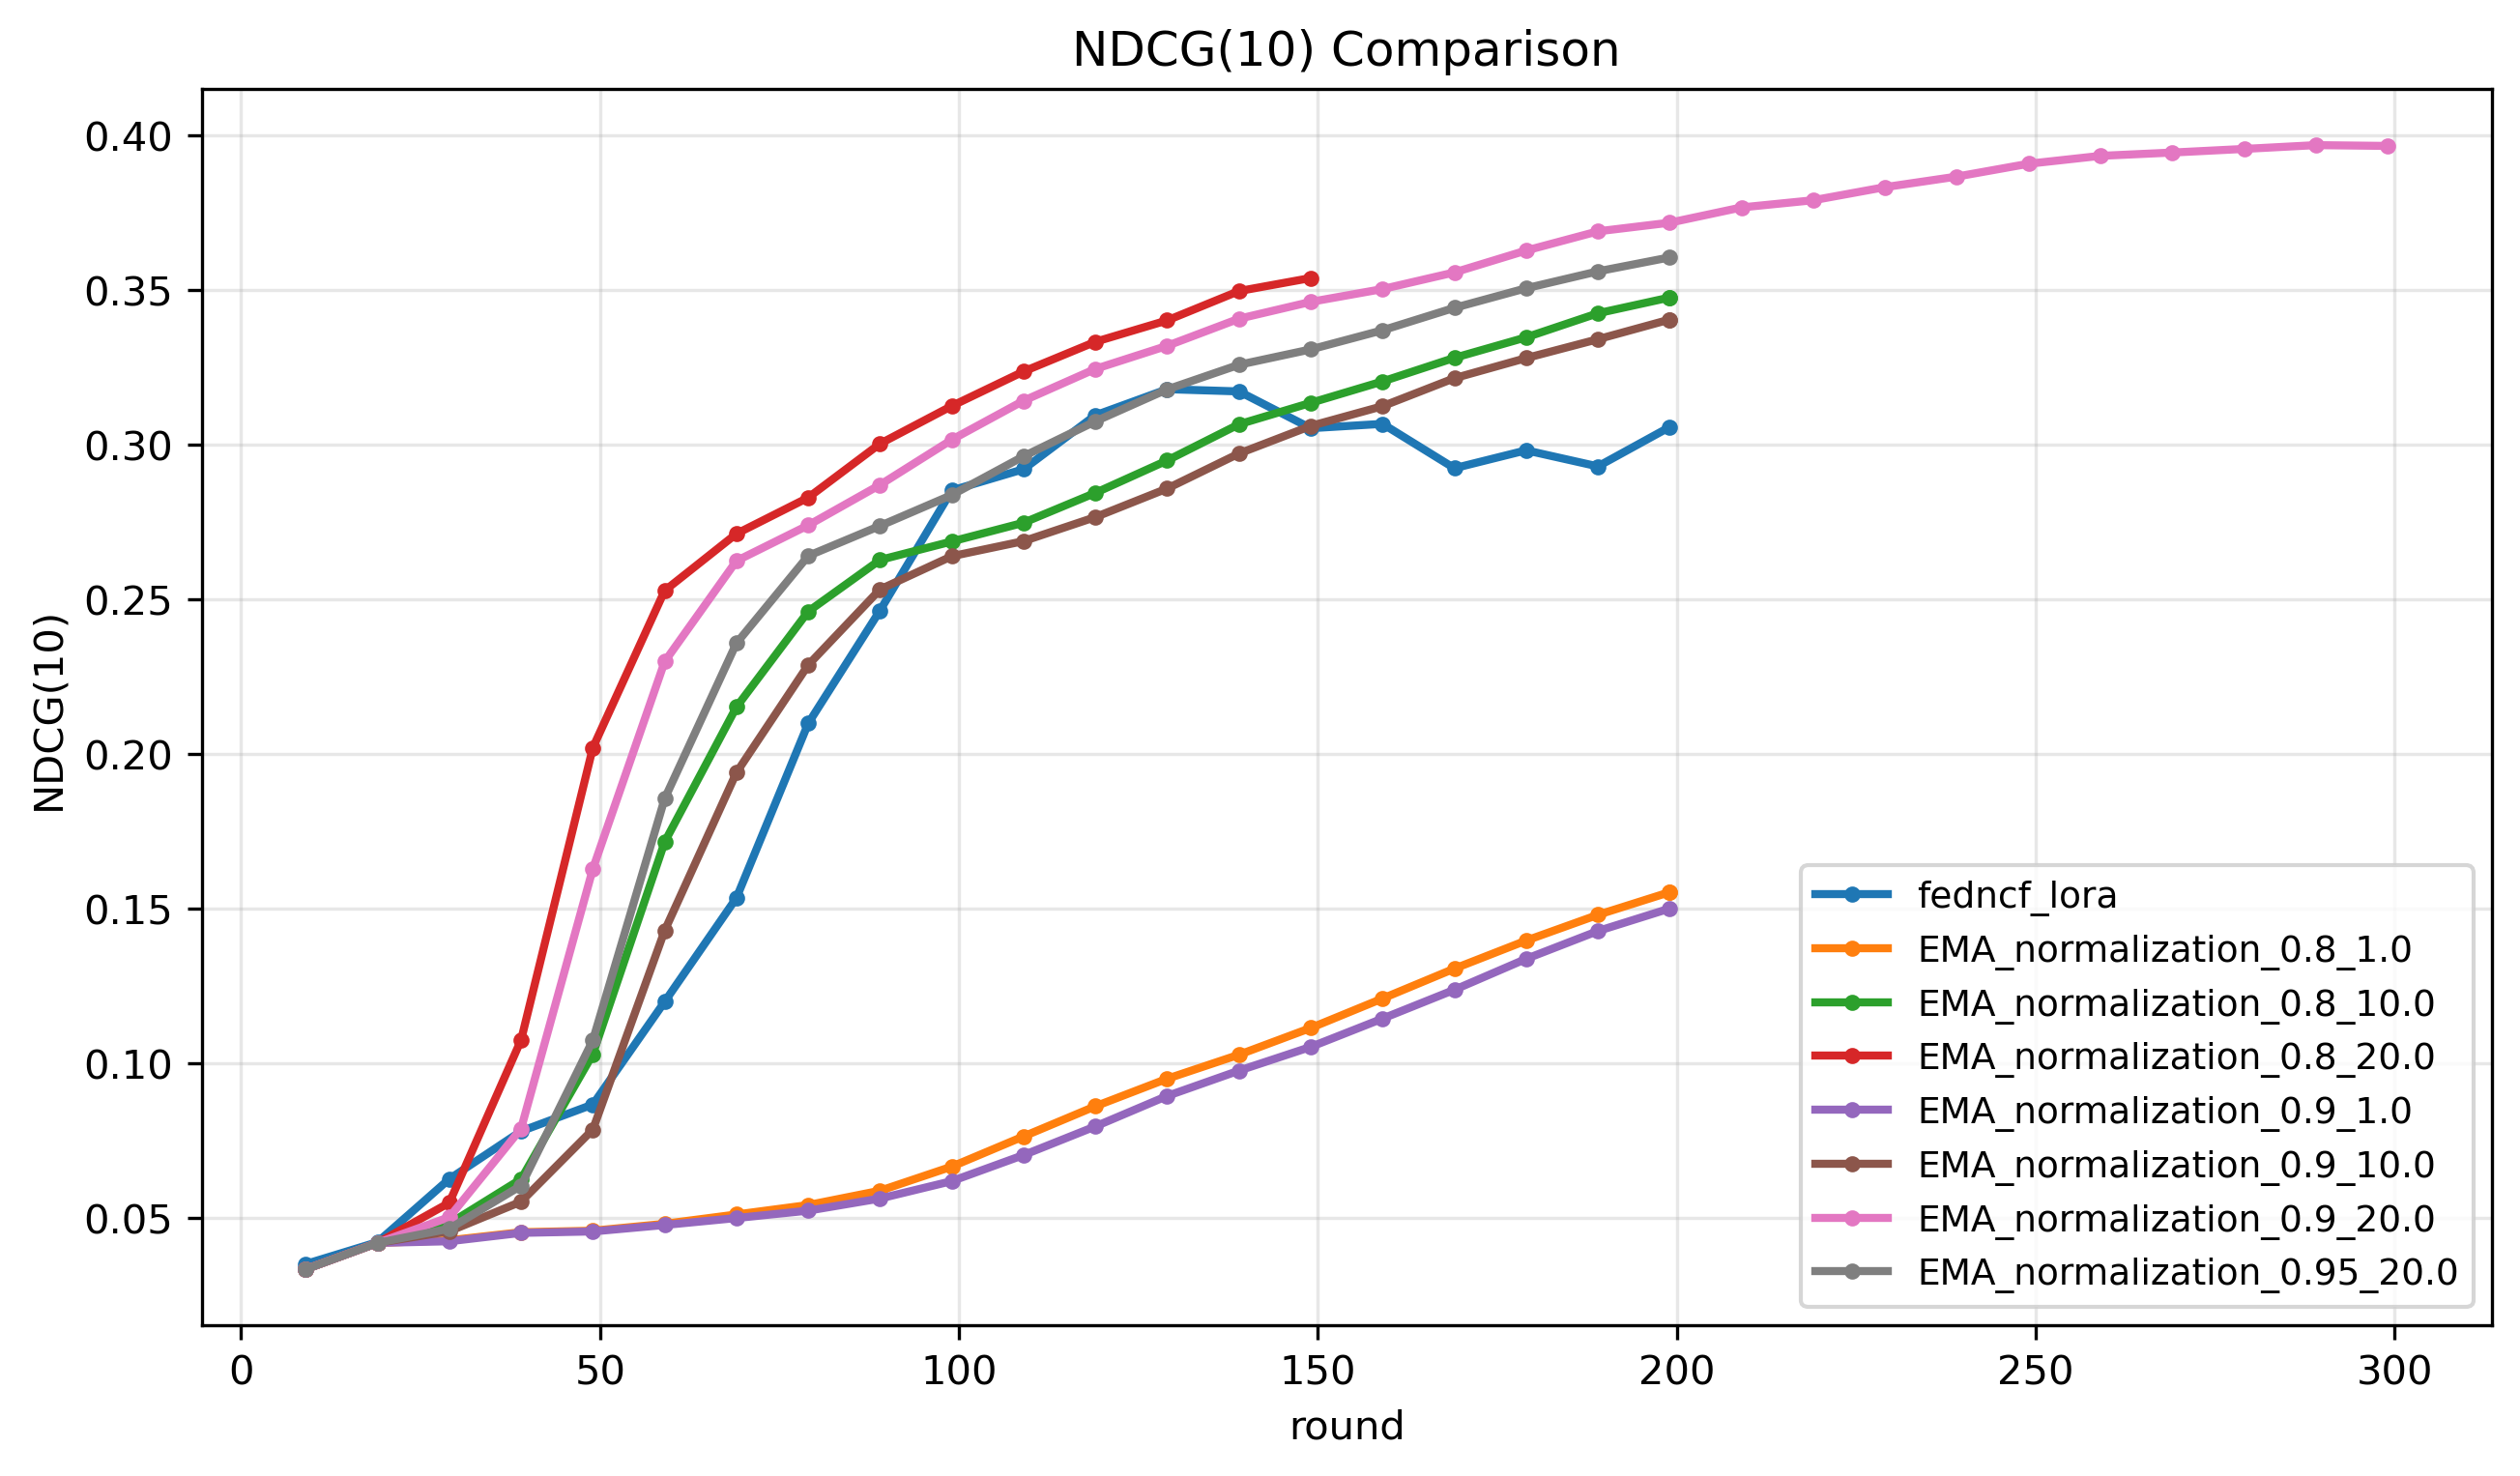 NDCG(10) Comparison
NDCG(10)
0.40
0.35
0.30
0.25
0.20
0.15
0.10
0.05
0 50 100 150 200 250 300
round
fedncf_lora
EMA_normalization_0.8_1.0
EMA_normalization_0.8_10.0
EMA_normalization_0.8_20.0
EMA_normalization_0.9_1.0
EMA_normalization_0.9_10.0
EMA_normalization_0.9_20.0
EMA_normalization_0.95_20.0